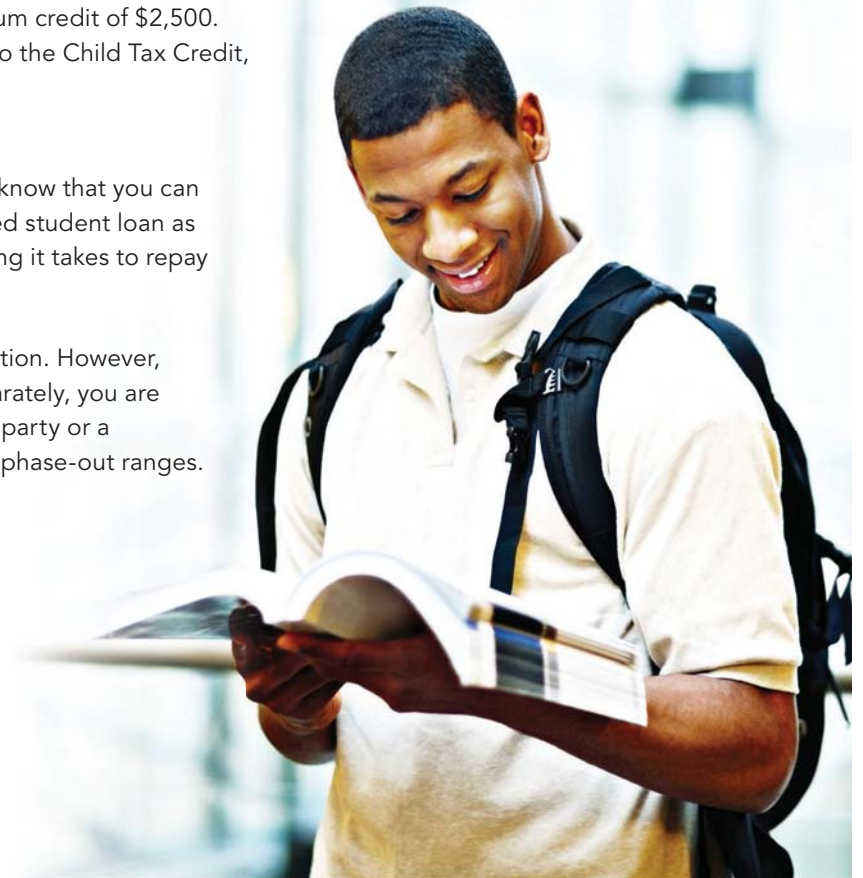 um credit of $2,500.
o the Child Tax Credit,
know that you can
ed student loan as
ng it takes to repay
tion. However,
arately, you are
party or a
phase-out ranges.